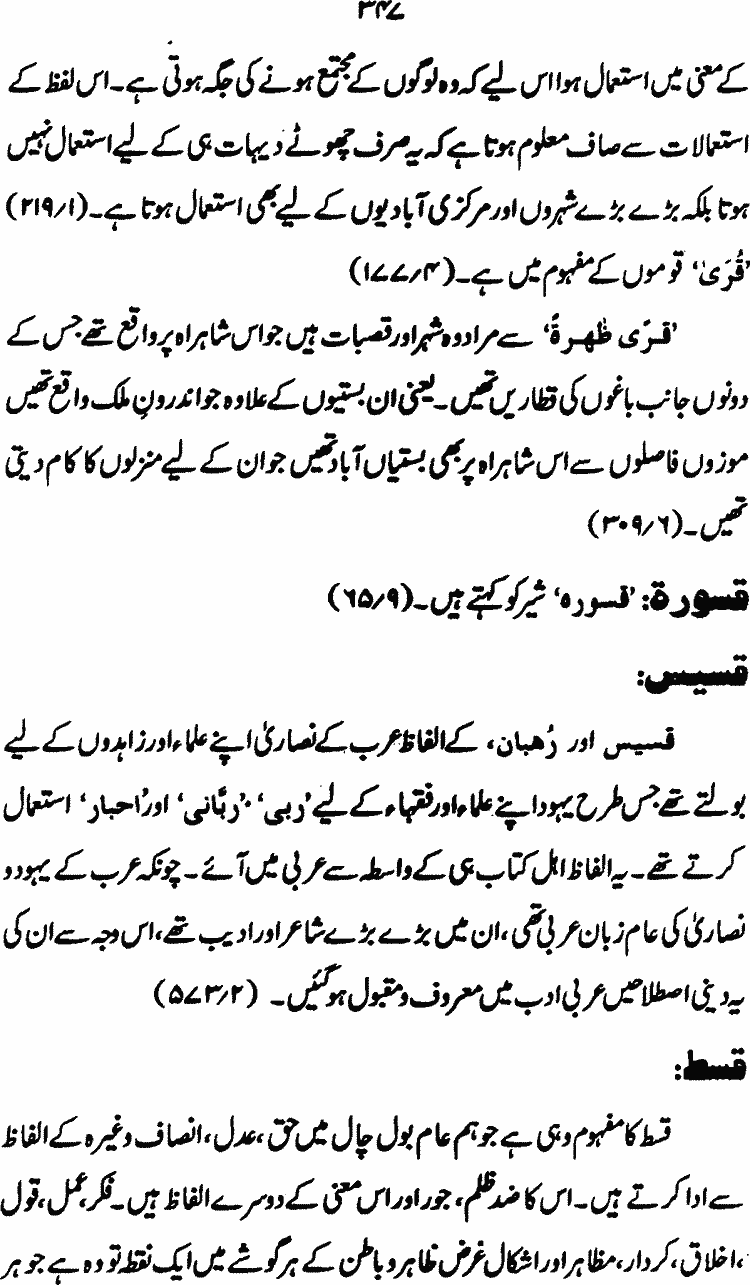 ۳۴۷
کے معنی میں استعمال ہوا اس لیے کہ وہ لوگوں کے مجتمع ہونے کی جگہ ہوتی ہے۔ اس لفظ کے
استعمالات سے صاف معلوم ہوتا ہے کہ یہ صرف چھوٹے دیہات ہی کے لیے استعمال نہیں
ہوتا بلکہ بڑے بڑے شہروں اور مرکزی آبادیوں کے لیے بھی استعمال ہوتا ہے۔ (۲۱۹/۱)
’قُرَیٰ‘ قوموں کے مفہوم میں ہے۔ (۱۷۷/۴)
’قرًی ظٰہرۃً‘ سے مراد وہ شہر اور قصبات ہیں جو اس شاہراہ پر واقع تھے جس کے
دونوں جانب باغوں کی قطاریں تھیں۔ یعنی ان بستیوں کے علاوہ جو اندرونِ ملک واقع تھیں
موزوں فاصلوں سے اس شاہراہ پر بھی بستیاں آباد تھیں جو ان کے لیے منزلوں کا کام دیتی
تھیں۔ (۳۰۹/۶)
قسورۃ: ’قسورہ‘ شیر کو کہتے ہیں۔ (۶۵/۹)
قسیس:
قسیس اور رُھبان، کے الفاظ عرب کے نصاریٰ اپنے علماء اور زاہدوں کے لیے
بولتے تھے جس طرح یہود اپنے علماء اور فقہاء کے لیے ’ربی‘ ،’ربّانی‘ اور ’احبار‘ استعمال
کرتے تھے۔ یہ الفاظ اہل کتاب ہی کے واسطہ سے عربی میں آئے۔ چونکہ عرب کے یہود و
نصاریٰ کی عام زبان عربی تھی، ان میں بڑے بڑے شاعر اور ادیب تھے، اس وجہ سے ان کی
یہ دینی اصطلاحیں عربی ادب میں معروف و مقبول ہوگئیں۔ (۵۷۳/۲)
قسط:
قسط کا مفہوم وہی ہے جو ہم عام بول چال میں حق، عدل، انصاف وغیرہ کے الفاظ
سے ادا کرتے ہیں۔ اس کا ضد ظلم، جور اور اس معنی کے دوسرے الفاظ ہیں۔ فکر، عمل، قول
،اخلاق، کردار، مظاہر اور اشکال غرض ظاہر و باطن کے ہر گوشے میں ایک نقطہ تو وہ ہے جو ہر